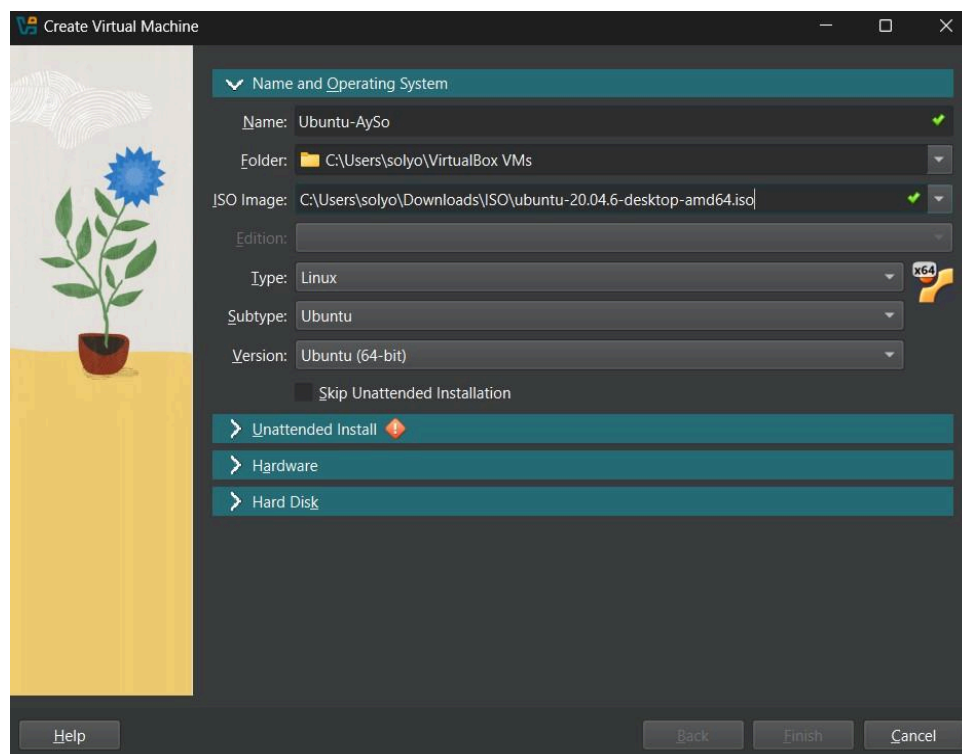 Create Virtual Machine
Name and Operating System
Name: Ubuntu-AySo
Folder: C:\Users\solyo\VirtualBox VMs
ISO Image: C:\Users\solyo\Downloads\ISO\ubuntu-20.04.6-desktop-amd64.iso
Edition:
Type: Linux
x64
Subtype: Ubuntu
Version: Ubuntu (64-bit)
Skip Unattended Installation
Unattended Install
Hardware
Hard Disk
Help Back Finish Cancel